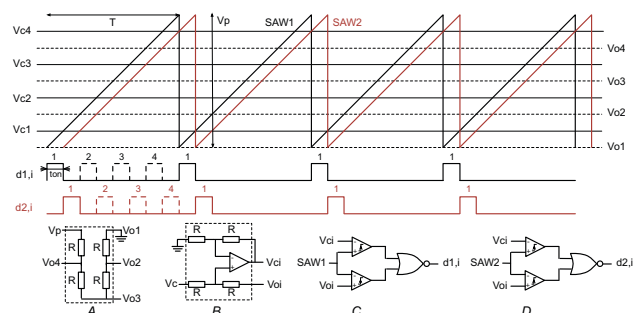 T Vp SAW1 SAW2
Vc4
Vo4
Vc3
Vo3
Vc2
Vo2
Vc1
Vo1
1 2 3 4 1 1 1
d1,i ton
1 2 3 4 1 1 1
d2,i
Vp Vo1
R R
Vo4 Vo2
R R
Vo3
A
R R
Vci
Vc Voi
R R
B
Vci
- +
SAW1 d1,i
- +
Voi
C
Vci
- +
SAW2 d2,i
- +
Voi
D